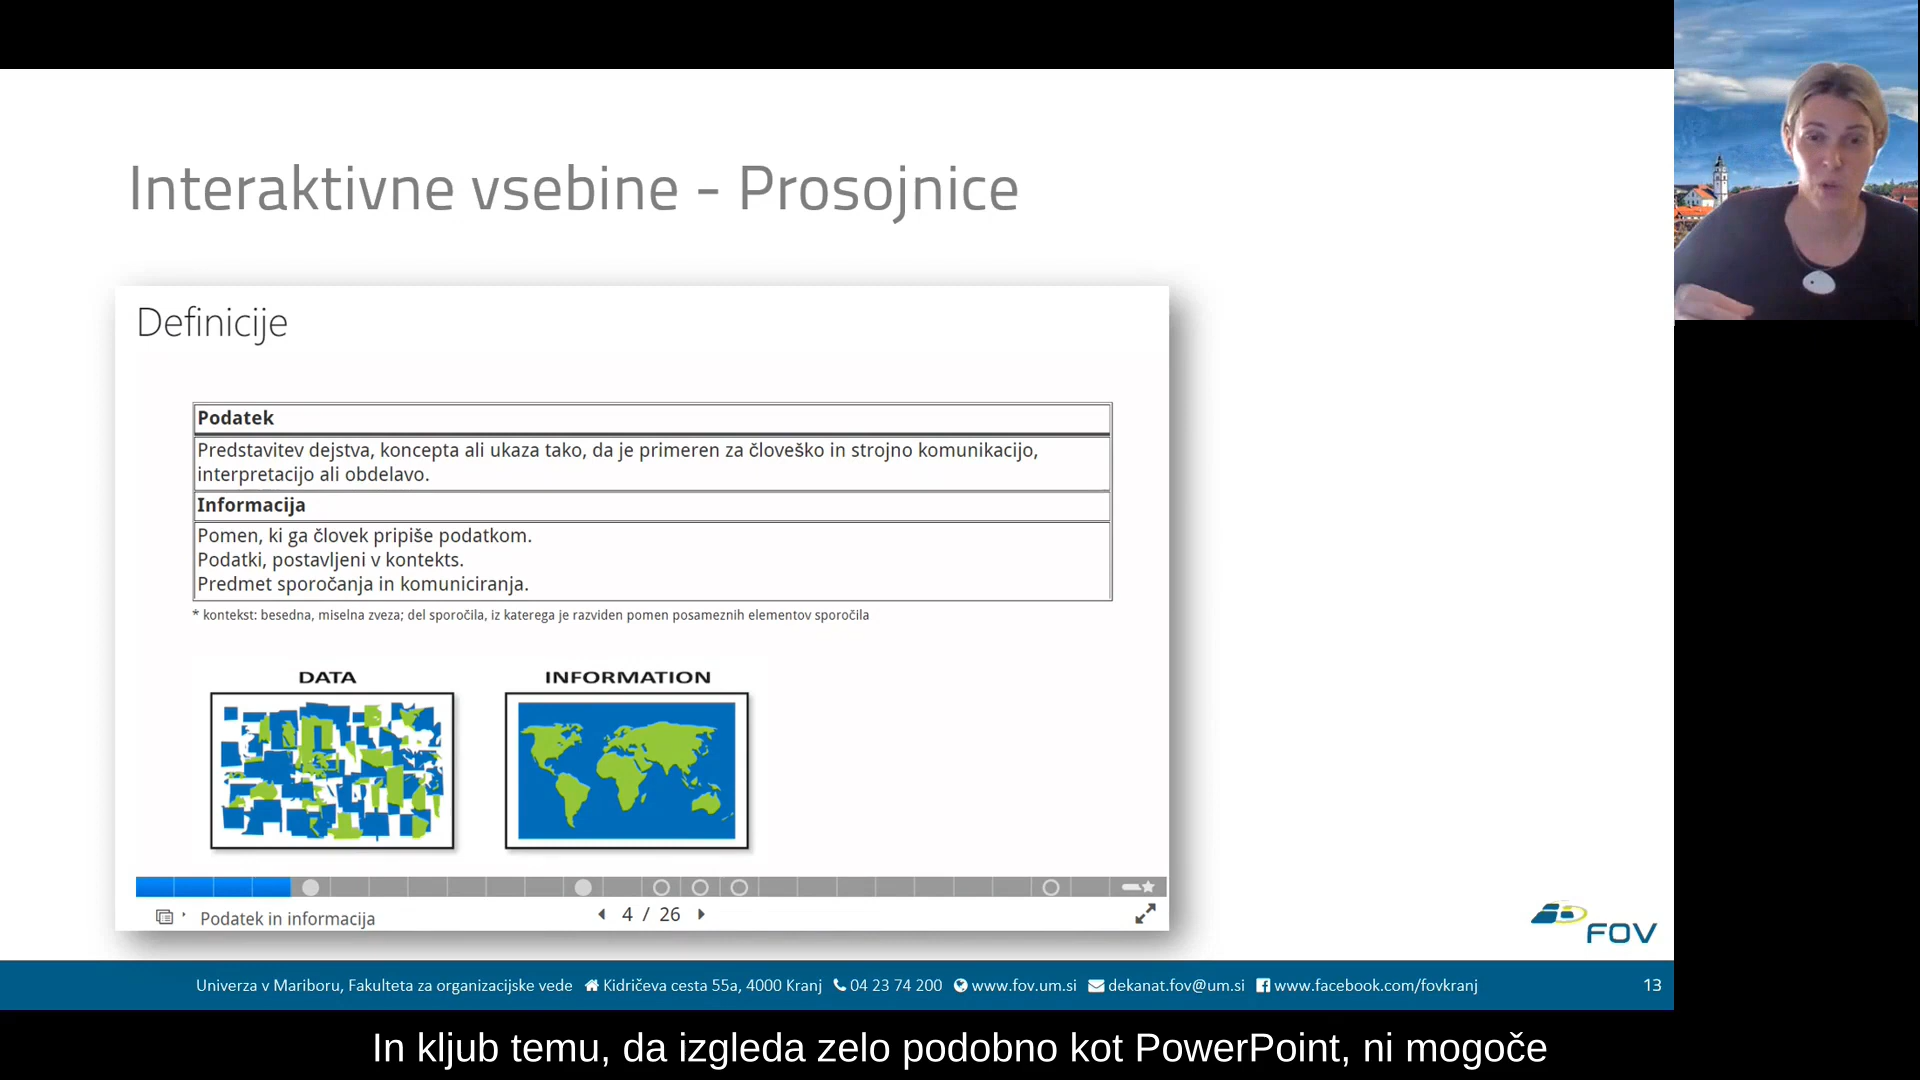 Interaktivne vsebine - Prosojnice
Definicije
Podatek
Predstavitev dejstva, koncepta ali ukaza tako, da je primeren za človeško in strojno komunikacijo,
interpretacijo ali obdelavo.
Informacija
Pomen, ki ga človek pripiše podatkom.
Podatki, postavljeni v kontekts.
Predmet sporočanja in komuniciranja.
* kontekst: besedna, miselna zveza; del sporočila, iz katerega je razviden pomen posameznih elementov sporočila
DATA INFORMATION
Podatek in informacija 4 / 26
FOV
Univerza v Mariboru, Fakulteta za organizacijske vede Kidričeva cesta 55a, 4000 Kranj 04 23 74 200 www.fov.um.si dekanat.fov@um.si www.facebook.com/fovkranj 13
In kljub temu, da izgleda zelo podobno kot PowerPoint, ni mogoče